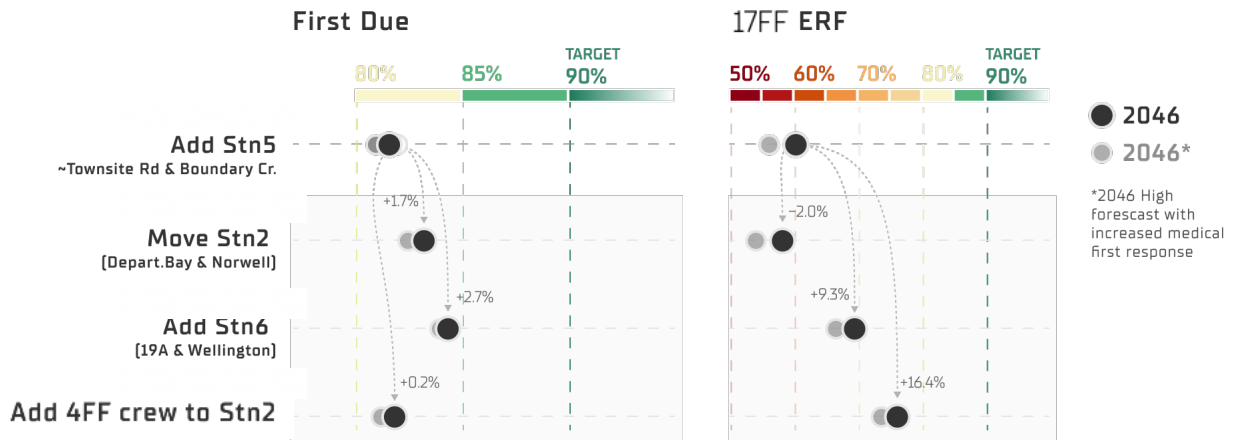 First Due
17FF ERF
80%
85%
TARGET
90%
50%
60%
70%
80%
TARGET
90%
2046
2046*
*2046 High
forecast with
increased medical
first response
Add Stn5
~Townsite Rd & Boundary Cr.
+1.7%
−2.0%
Move Stn2
(Depart.Bay & Norwell)
+2.7%
+9.3%
Add Stn6
(19A & Wellington)
+0.2%
+16.4%
Add 4FF crew to Stn2